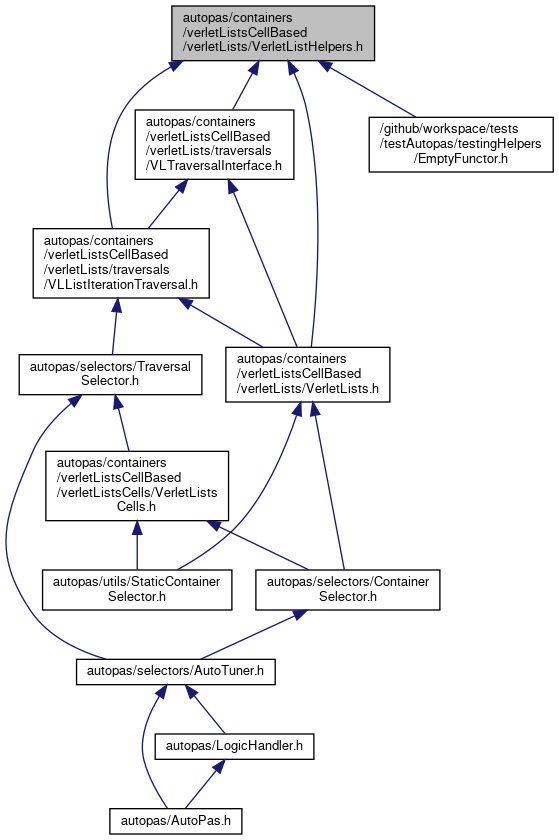 autopas/containers
/verletListsCellBased
/verletLists/VerletListHelpers.h
autopas/containers
/verletListsCellBased
/verletLists/traversals
/VLTraversalInterface.h
/github/workspace/tests
/testAutopas/testingHelpers
/EmptyFunctor.h
autopas/containers
/verletListsCellBased
/verletLists/traversals
/VLListIterationTraversal.h
autopas/selectors/Traversal
Selector.h
autopas/containers
/verletListsCellBased
/verletLists/VerletLists.h
autopas/containers
/verletListsCellBased
/verletListsCells/VerletLists
Cells.h
autopas/utils/StaticContainer
Selector.h
autopas/selectors/Container
Selector.h
autopas/selectors/AutoTuner.h
autopas/LogicHandler.h
autopas/AutoPas.h